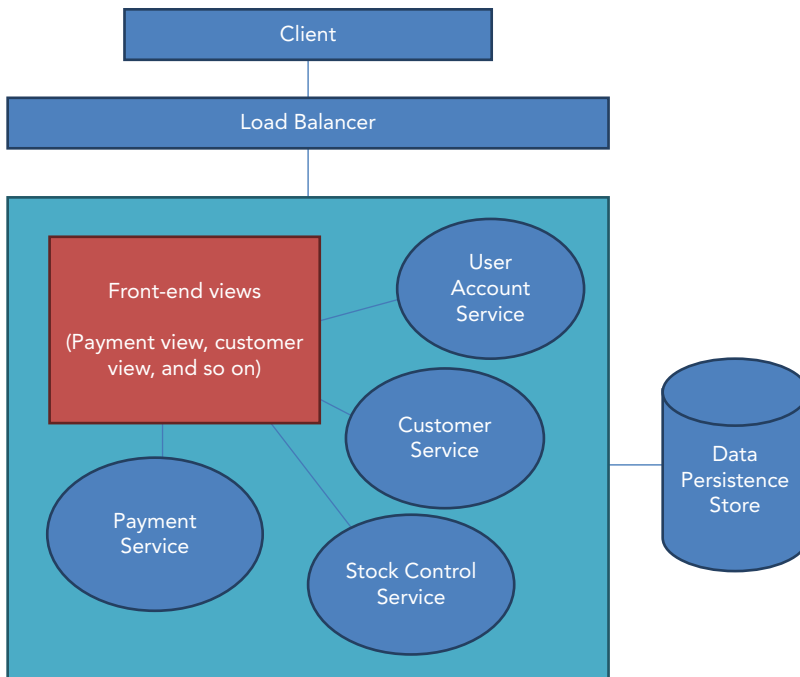 Client
Load Balancer
Front-end views
(Payment view, customer
view, and so on)
User
Account
Service
Customer
Service
Payment
Service
Stock Control
Service
Data
Persistence
Store